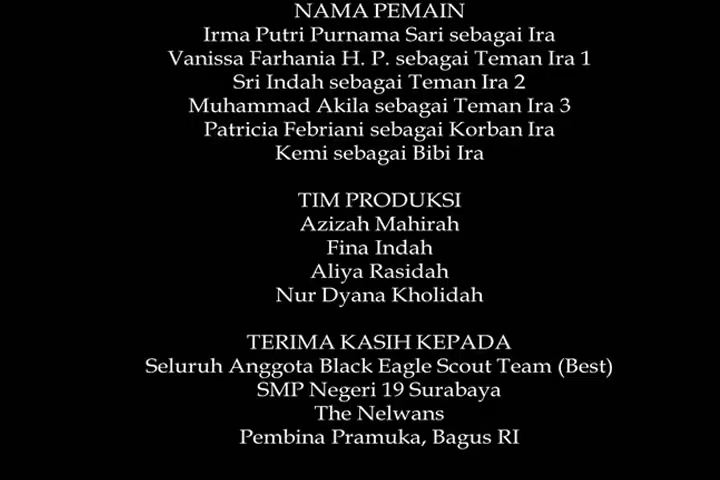 NAMA PEMAIN
Irma Putri Purnama Sari sebagai Ira
Vanissa Farhania H. P. sebagai Teman Ira 1
Sri Indah sebagai Teman Ira 2
Muhammad Akila sebagai Teman Ira 3
Patricia Febriani sebagai Korban Ira
Kemi sebagai Bibi Ira
TIM PRODUKSI
Azizah Mahirah
Fina Indah
Aliya Rasidah
Nur Dyana Kholidah
TERIMA KASIH KEPADA
Seluruh Anggota Black Eagle Scout Team (Best)
SMP Negeri 19 Surabaya
The Nelwans
Pembina Pramuka, Bagus RI